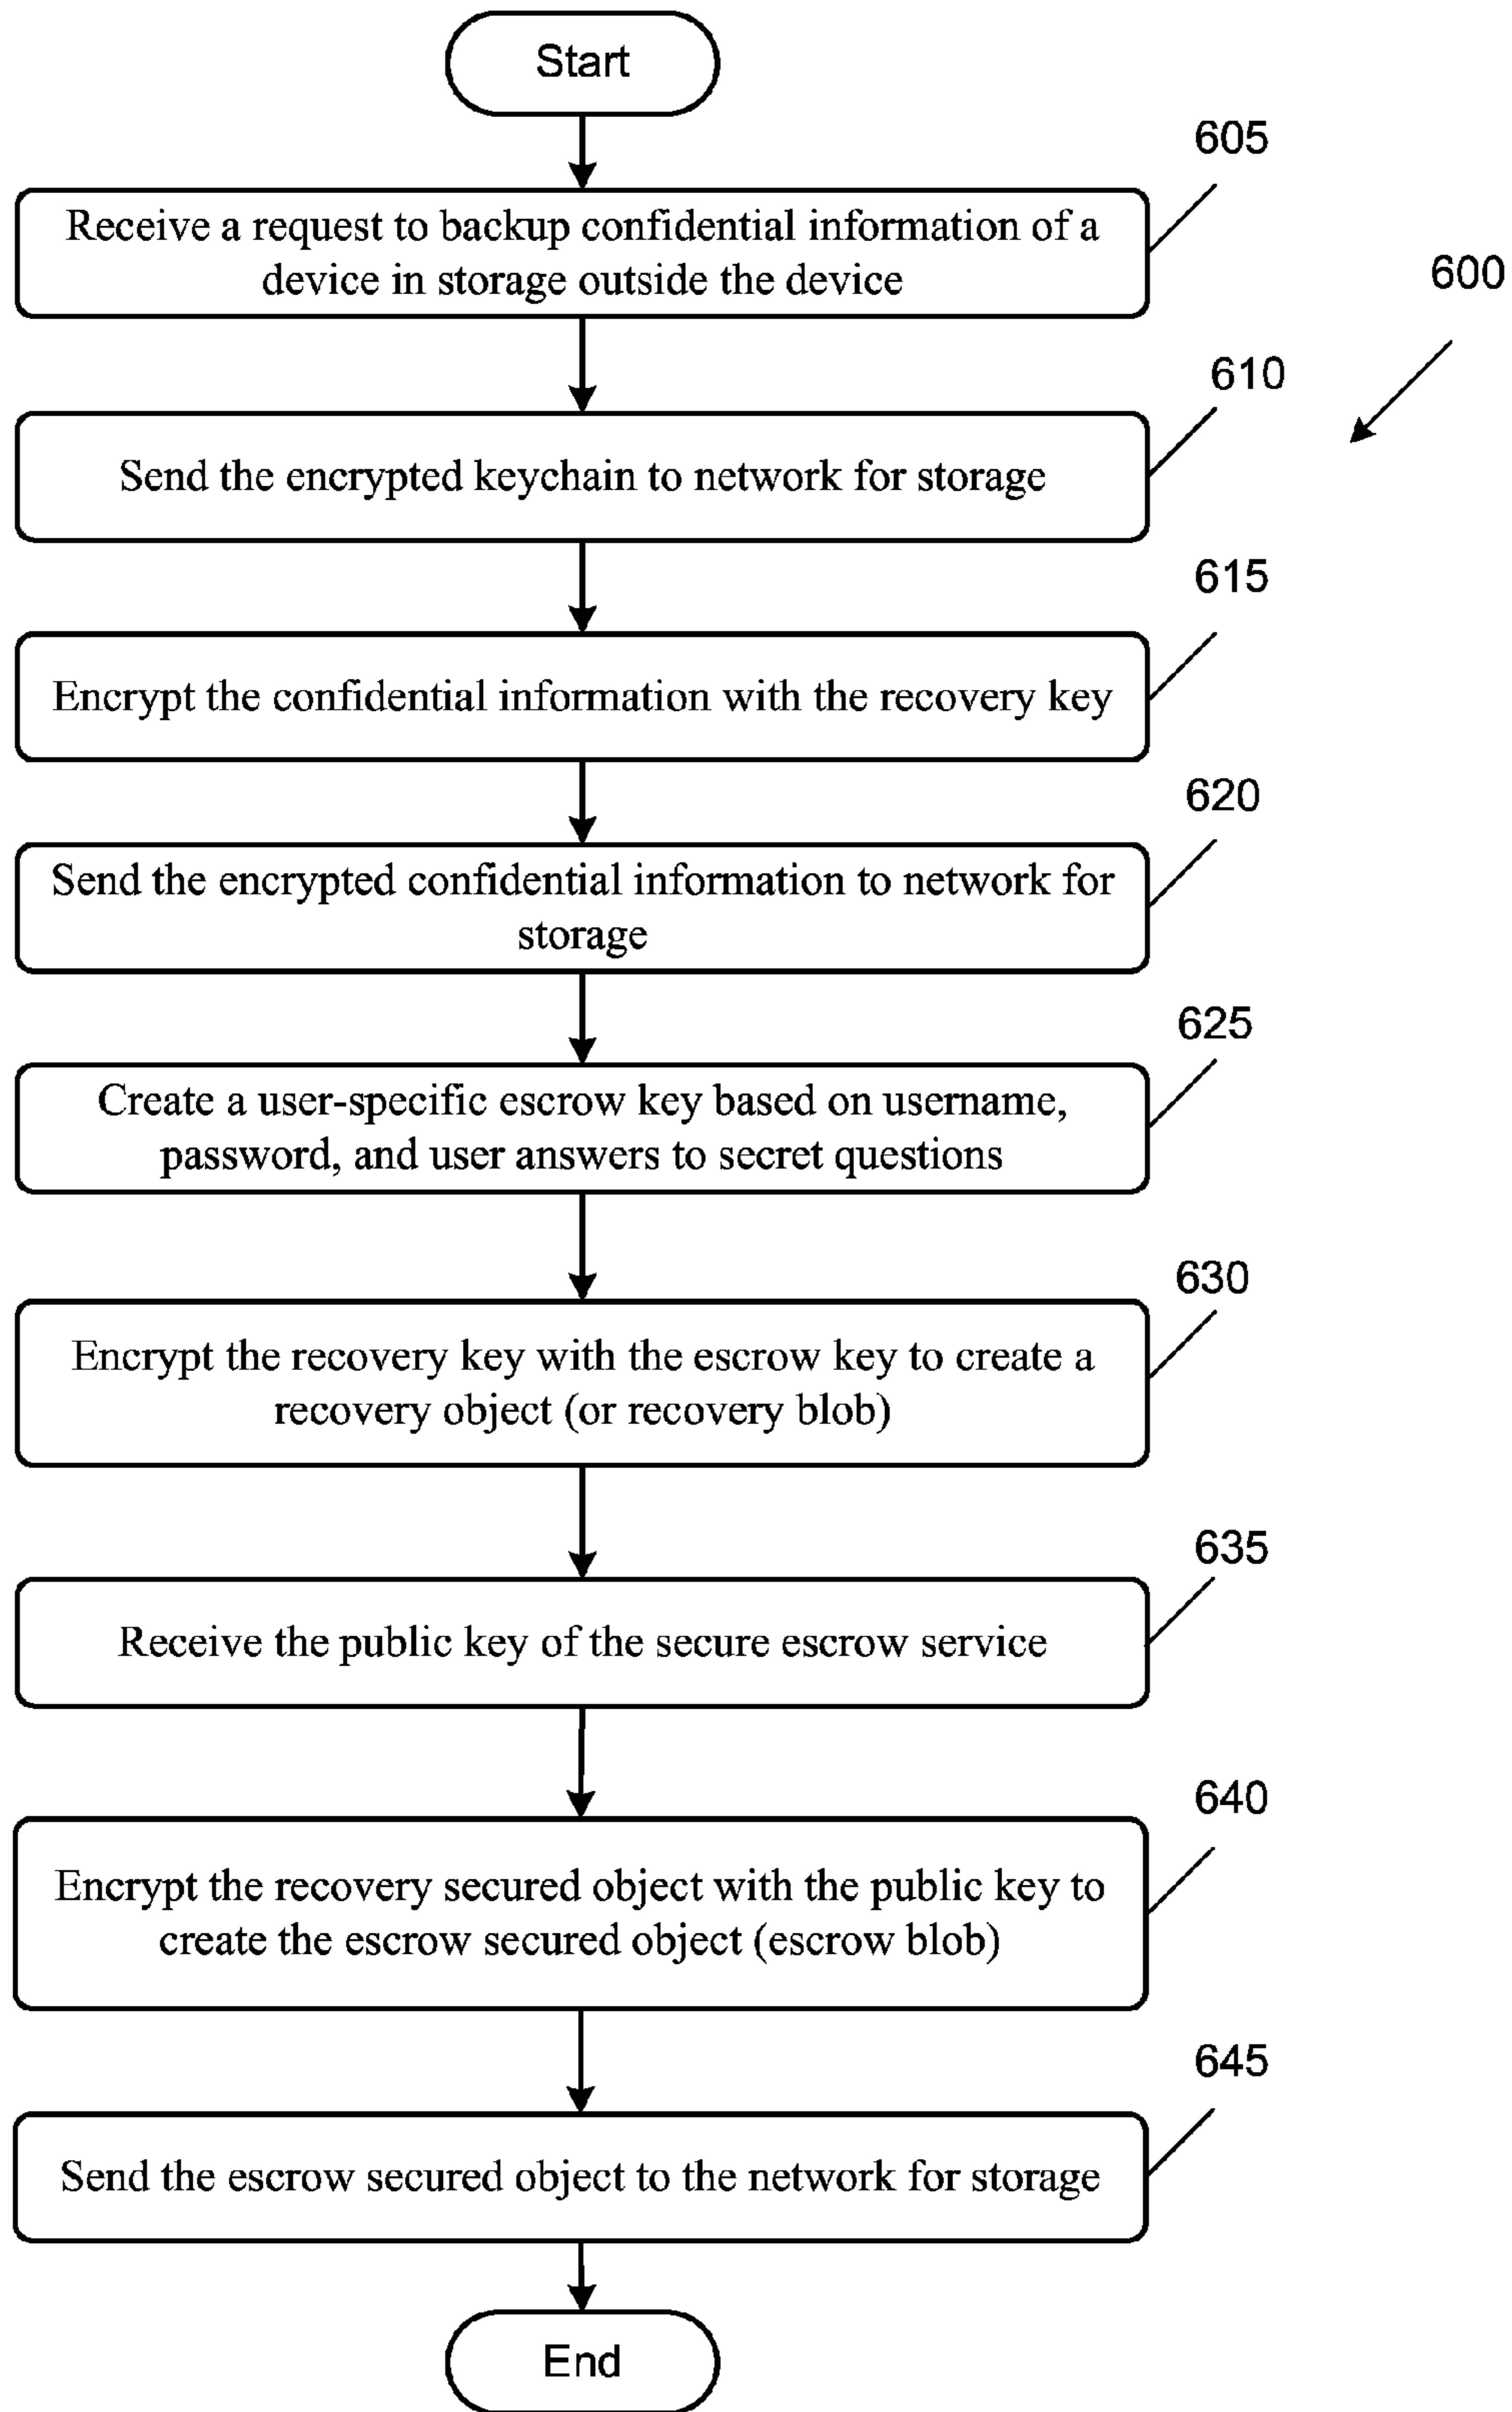 Start
605
Receive a request to backup confidential information of a
device in storage outside the device
600
610
Send the encrypted keychain to network for storage
615
Encrypt the confidential information with the recovery key
620
Send the encrypted confidential information to network for
storage
625
Create a user-specific escrow key based on username,
password, and user answers to secret questions
630
Encrypt the recovery key with the escrow key to create a
recovery object (or recovery blob)
635
Receive the public key of the secure escrow service
640
Encrypt the recovery secured object with the public key to
create the escrow secured object (escrow blob)
645
Send the escrow secured object to the network for storage
End